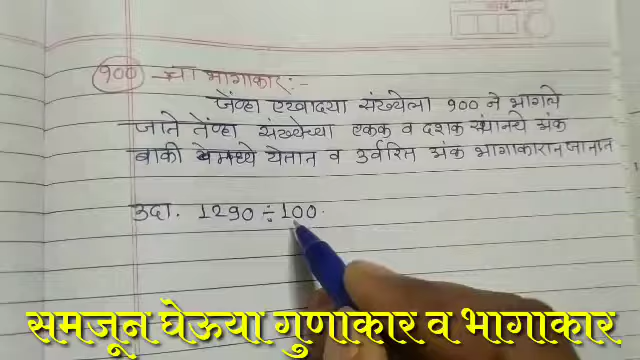 १०० चा भागाकार:-
जेंव्हा एखादया संख्येला १०० ने भागले
जाते तेंव्हा संख्येच्या एकक व दशक स्थानचे अंक
बाकी मध्ये येतात व उर्वरित अंक भागाकारात जातात
उदा. 1290 ÷ 100.
समजून घेऊया गुणाकार व भागाकार